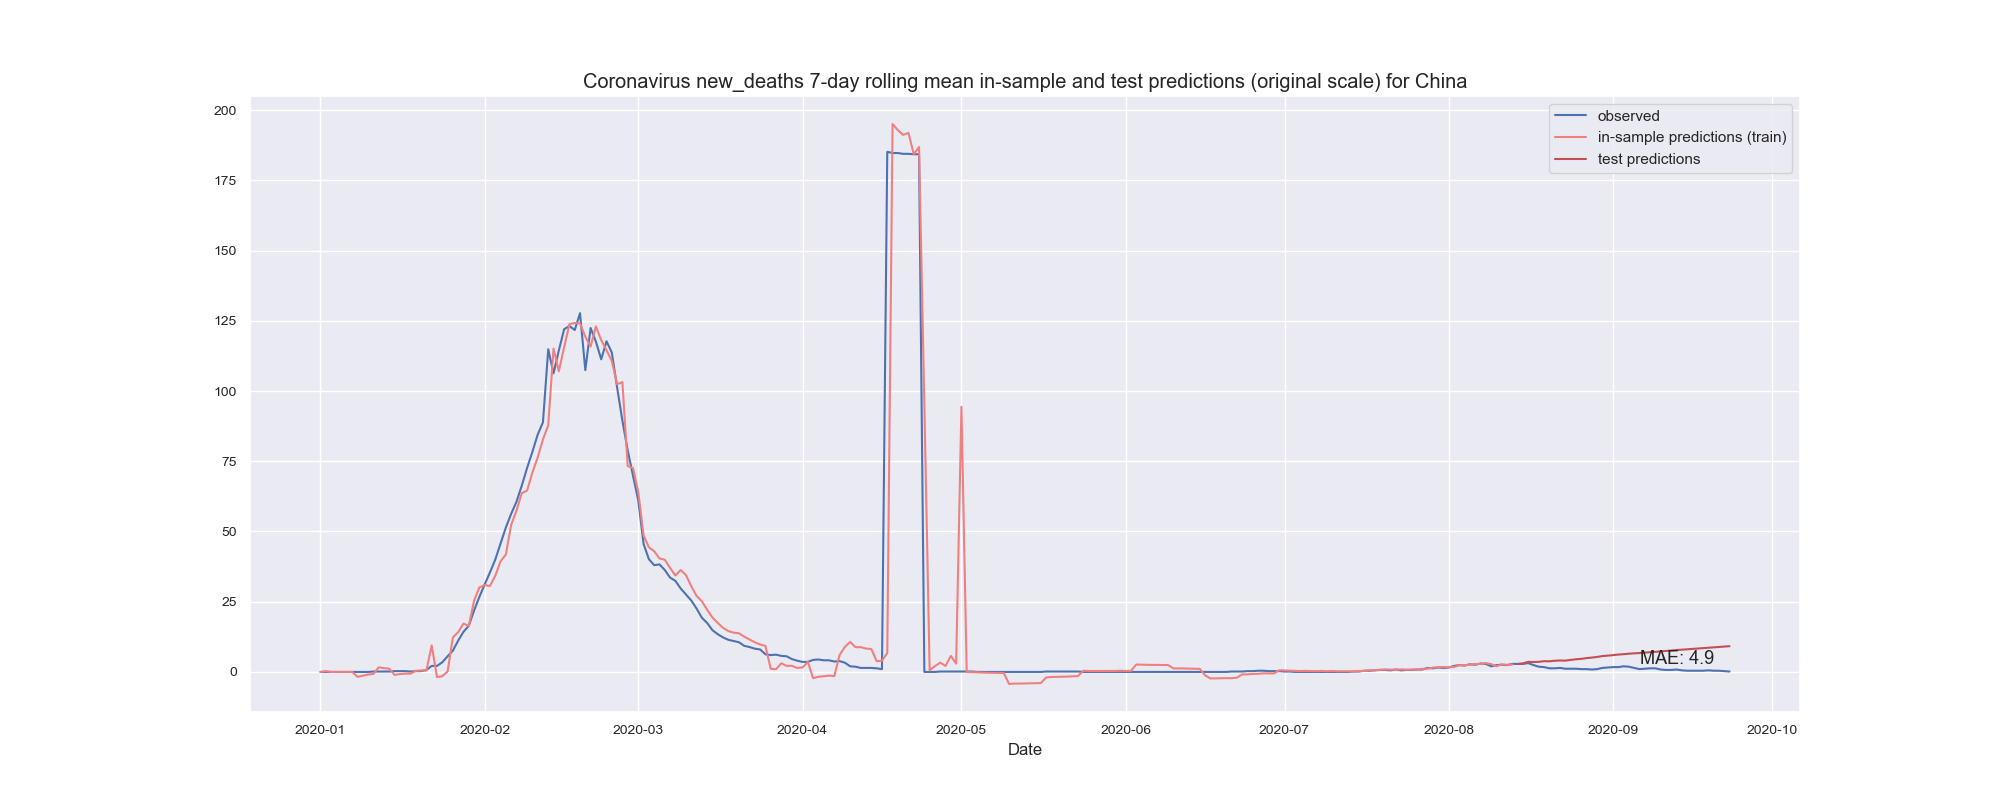 Coronavirus new_deaths 7-day rolling mean in-sample and test predictions (original scale) for China
observed
in-sample predictions (train)
test predictions
200
175
150
125
100
75
50
25
0
MAE: 4.9
2020-01 2020-02 2020-03 2020-04 2020-05 2020-06 2020-07 2020-08 2020-09 2020-10
Date